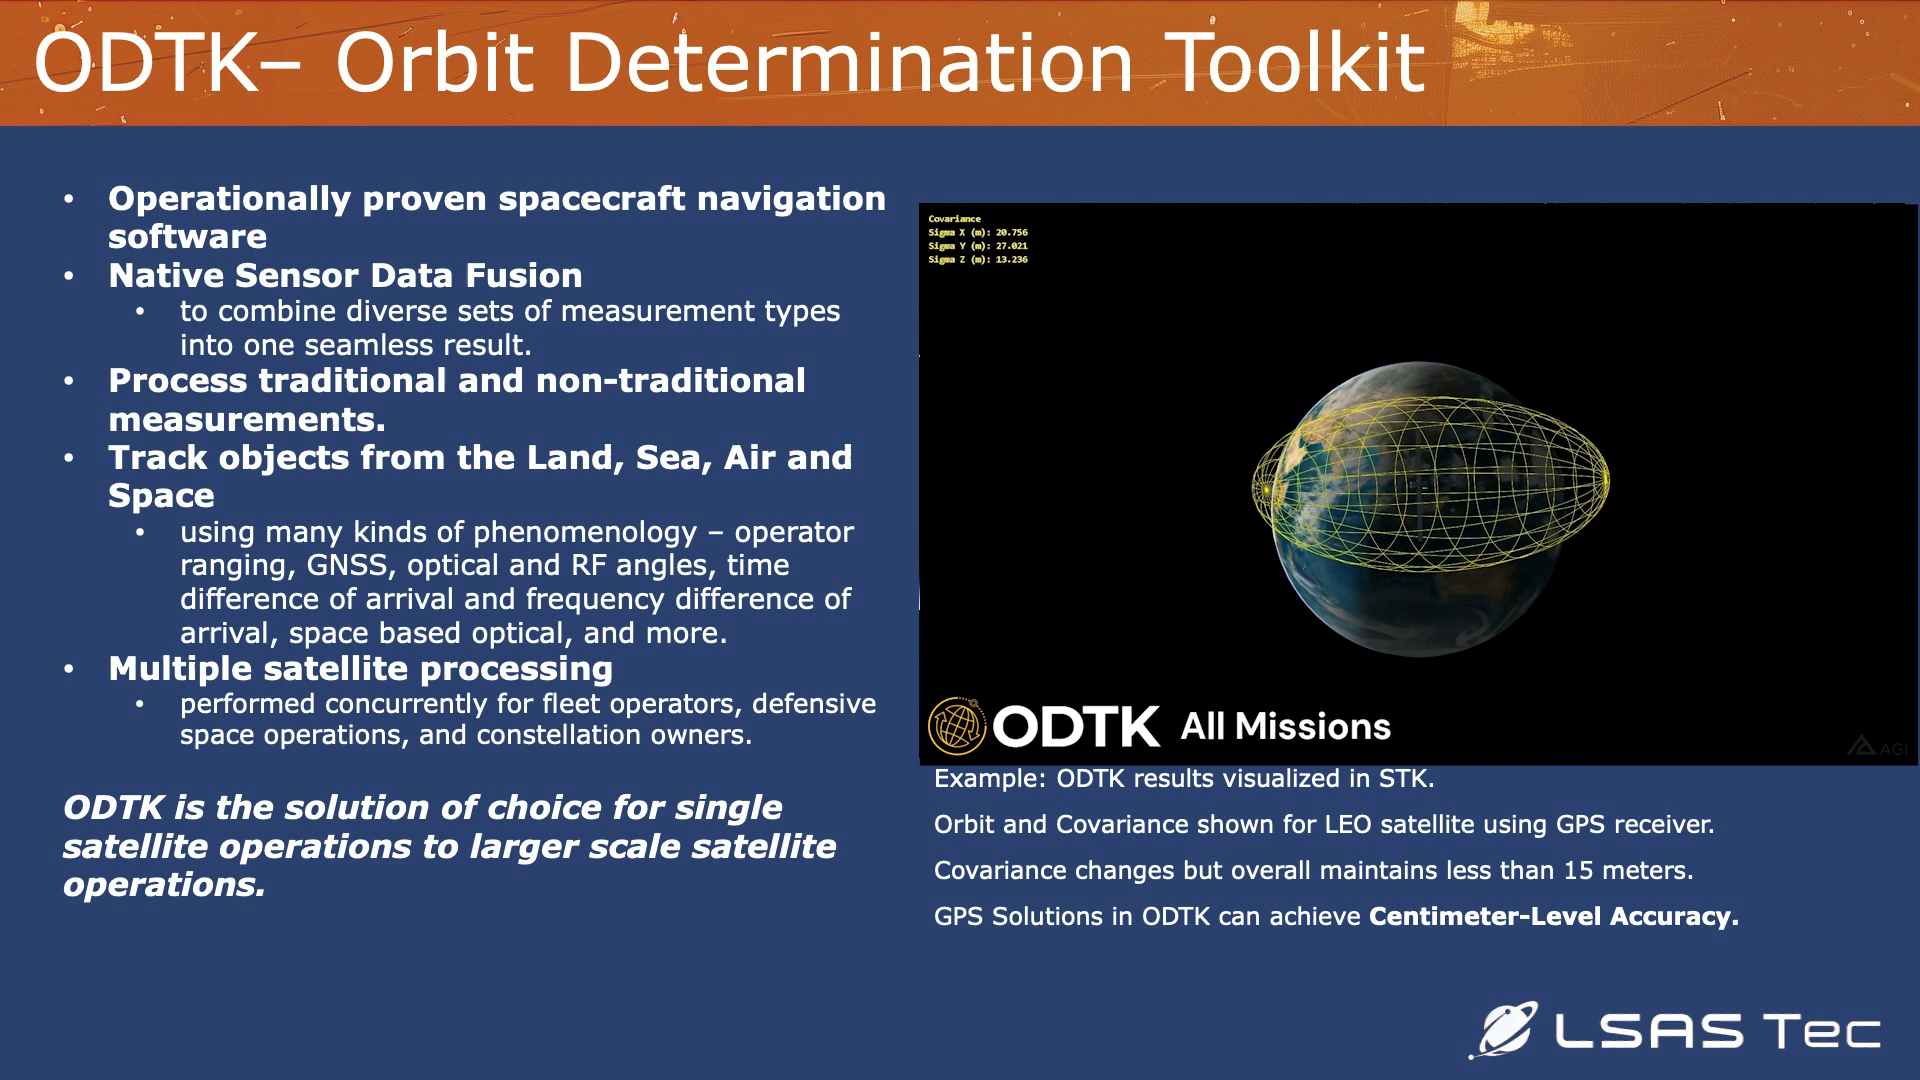 ODTK– Orbit Determination Toolkit
• Operationally proven spacecraft navigation
software
• Native Sensor Data Fusion
• to combine diverse sets of measurement types
into one seamless result.
• Process traditional and non-traditional
measurements.
• Track objects from the Land, Sea, Air and
Space
• using many kinds of phenomenology – operator
ranging, GNSS, optical and RF angles, time
difference of arrival and frequency difference of
arrival, space based optical, and more.
• Multiple satellite processing
• performed concurrently for fleet operators, defensive
space operations, and constellation owners.
ODTK is the solution of choice for single
satellite operations to larger scale satellite
operations.
Covariance
Sigma X (m): 20.756
Sigma Y (m): 27.021
Sigma Z (m): 13.236
ODTK All Missions
AGI
Example: ODTK results visualized in STK.
Orbit and Covariance shown for LEO satellite using GPS receiver.
Covariance changes but overall maintains less than 15 meters.
GPS Solutions in ODTK can achieve Centimeter-Level Accuracy.
LSAS Tec